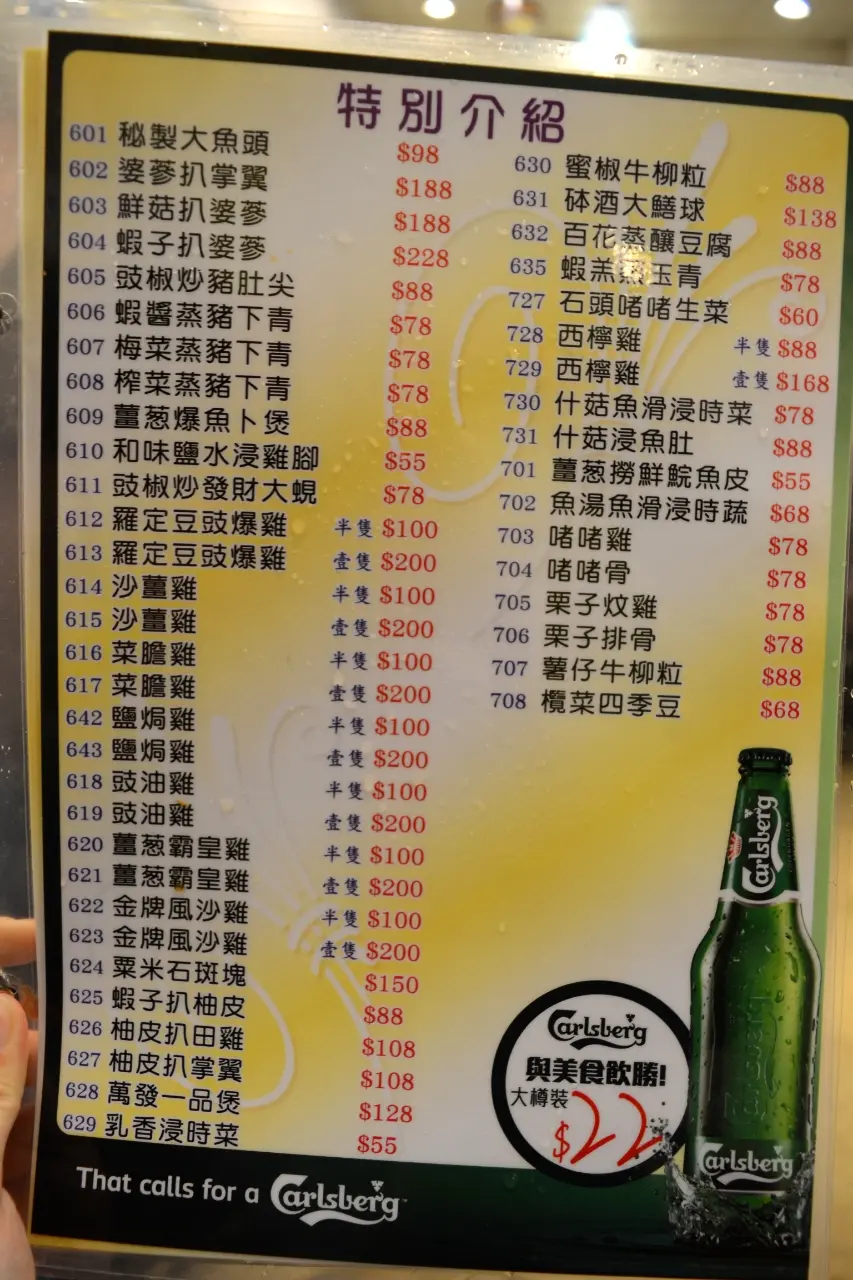 特別介紹
601 秘製大魚頭 $98
602 婆蔘扒掌翼 $188
603 鮮菇扒婆蔘 $188
604 蝦子扒婆蔘 $228
605 豉椒炒豬肚尖 $88
606 蝦醬蒸豬下青 $78
607 梅菜蒸豬下青 $78
608 榨菜蒸豬下青 $78
609 薑葱爆魚卜煲 $88
610 和味鹽水浸雞腳 $55
611 豉椒炒發財大蜆 $78
612 羅定豆豉爆雞 半隻 $100
613 羅定豆豉爆雞 壹隻 $200
614 沙薑雞 半隻 $100
615 沙薑雞 壹隻 $200
616 菜膽雞 半隻 $100
617 菜膽雞 壹隻 $200
642 鹽焗雞 半隻 $100
643 鹽焗雞 壹隻 $200
618 豉油雞 半隻 $100
619 豉油雞 壹隻 $200
620 薑葱霸皇雞 半隻 $100
621 薑葱霸皇雞 壹隻 $200
622 金牌風沙雞 半隻 $100
623 金牌風沙雞 壹隻 $200
624 粟米石斑塊 $150
625 蝦子扒柚皮 $88
626 柚皮扒田雞 $108
627 柚皮扒掌翼 $108
628 萬發一品煲 $128
629 乳香浸時菜 $55
630 蜜椒牛柳粒 $88
631 砵酒大鱔球 $138
632 百花蒸釀豆腐 $88
635 蝦羔蒸玉青 $78
727 石頭啫啫生菜 $60
728 西檸雞 半隻 $88
729 西檸雞 壹隻 $168
730 什菇魚滑浸時菜 $78
731 什菇浸魚肚 $88
701 薑葱撈鮮鯇魚皮 $55
702 魚湯魚滑浸時蔬 $68
703 啫啫雞 $78
704 啫啫骨 $78
705 栗子炆雞 $78
706 栗子排骨 $78
707 薯仔牛柳粒 $88
708 欖菜四季豆 $68
Carlsberg
Carlsberg
與美食飲勝!
大樽裝
$22
Carlsberg
That calls for a Carlsberg